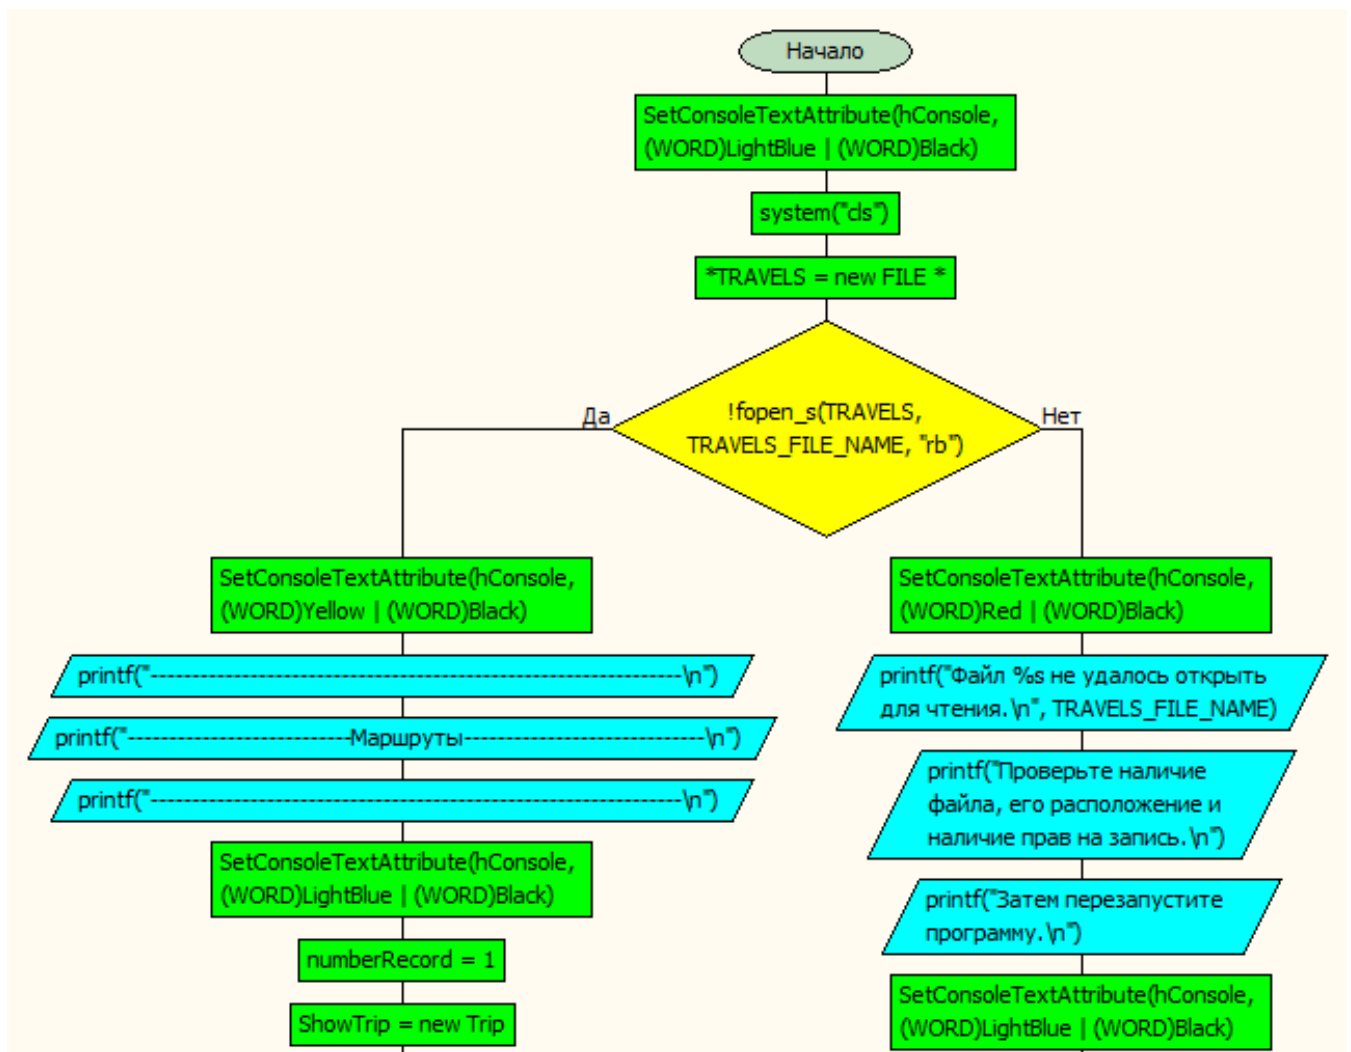 Начало
SetConsoleTextAttribute(hConsole,
(WORD)LightBlue | (WORD)Black)
system("cls")
*TRAVELS = new FILE *
!fopen_s(TRAVELS,
TRAVELS_FILE_NAME, "rb")
Да
Нет
SetConsoleTextAttribute(hConsole,
(WORD)Yellow | (WORD)Black)
printf("-----------------------------------------------------------------\n")
printf("---------------------------Маршруты-----------------------------\n")
printf("-----------------------------------------------------------------\n")
SetConsoleTextAttribute(hConsole,
(WORD)LightBlue | (WORD)Black)
numberRecord = 1
ShowTrip = new Trip
SetConsoleTextAttribute(hConsole,
(WORD)Red | (WORD)Black)
printf("Файл %s не удалось открыть
для чтения.\n", TRAVELS_FILE_NAME)
printf("Проверьте наличие
файла, его расположение и
наличие прав на запись.\n")
printf("Затем перезапустите
программу.\n")
SetConsoleTextAttribute(hConsole,
(WORD)LightBlue | (WORD)Black)